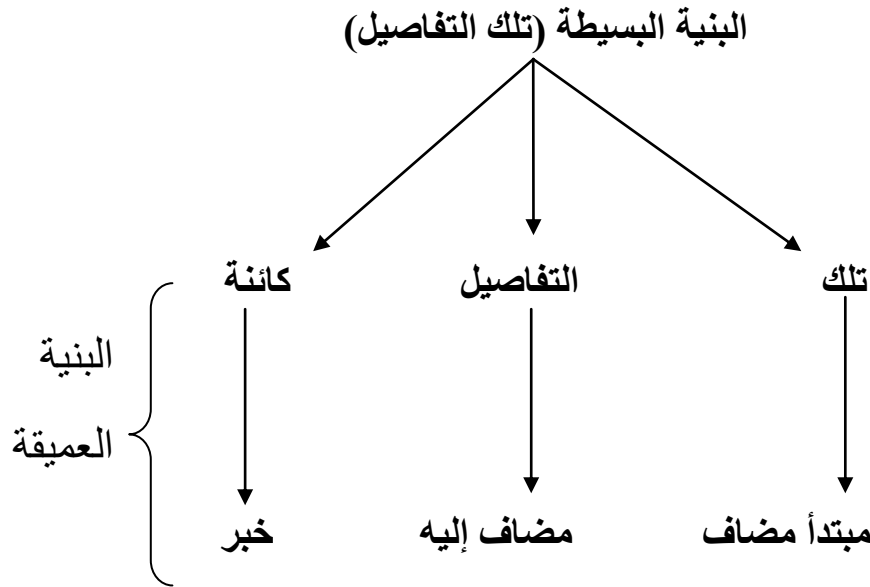 البنية البسيطة (تلك التفاصيل)
تلك التفاصيل كائنة
البنية
العميقة
مبتدأ مضاف مضاف إليه خبر